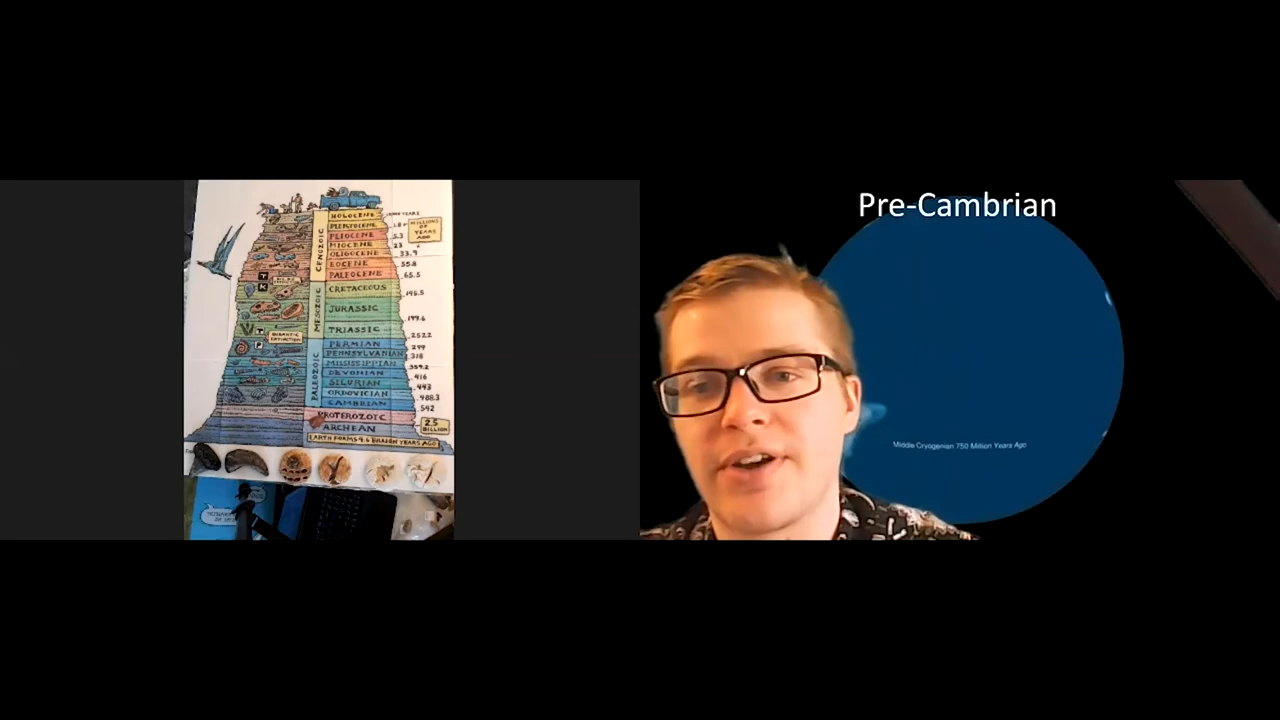 HOLOCENE
PLIOCENE
MIOCENE
OLIGOCENE
EOCENE
PALEOCENE
CRETACEOUS
JURASSIC
TRIASSIC
PERMIAN
PENNSYLVANIAN
MISSISSIPPIAN
DEVONIAN
SILURIAN
ORDOVICIAN
CAMBRIAN
PROTEROZOIC
ARCHEAN
EARTH FORMS 4.6 BILLION YEARS AGO
CENOZOIC
MESOZOIC
PALEOZOIC
MILLIONS
OF
YEARS
AGO
1.8
5.3
23
33.9
55.8
65.5
145.5
199.6
299
318
359.2
416
443
488.3
542
2.5
BILLION
T
K
GIGANTIC
EXTINCTION
Pre-Cambrian
Middle Cryogenian 750 Million Years Ago